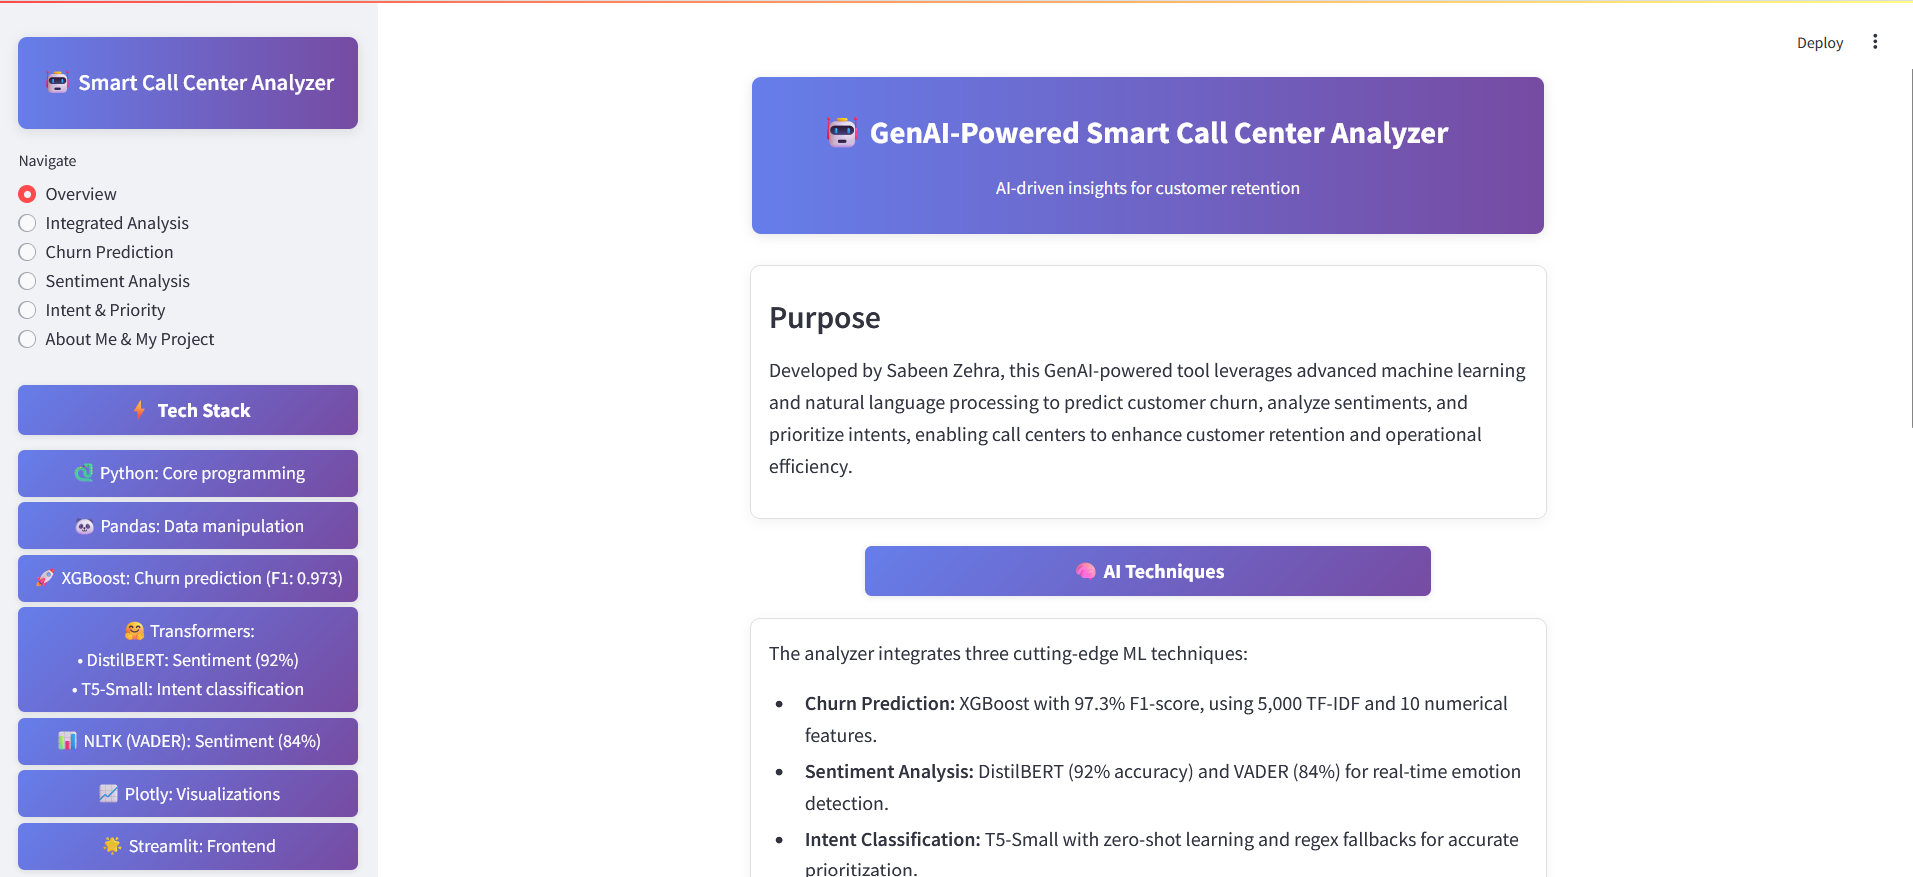 Smart Call Center Analyzer
Navigate
Overview
Integrated Analysis
Churn Prediction
Sentiment Analysis
Intent & Priority
About Me & My Project
Tech Stack
Python: Core programming
Pandas: Data manipulation
XGBoost: Churn prediction (F1: 0.973)
Transformers:
• DistilBERT: Sentiment (92%)
• T5-Small: Intent classification
NLTK (VADER): Sentiment (84%)
Plotly: Visualizations
Streamlit: Frontend
Deploy
GenAI-Powered Smart Call Center Analyzer
AI-driven insights for customer retention
Purpose
Developed by Sabeen Zehra, this GenAI-powered tool leverages advanced machine learning
and natural language processing to predict customer churn, analyze sentiments, and
prioritize intents, enabling call centers to enhance customer retention and operational
efficiency.
AI Techniques
The analyzer integrates three cutting-edge ML techniques:
• Churn Prediction: XGBoost with 97.3% F1-score, using 5,000 TF-IDF and 10 numerical
features.
• Sentiment Analysis: DistilBERT (92% accuracy) and VADER (84%) for real-time emotion
detection.
• Intent Classification: T5-Small with zero-shot learning and regex fallbacks for accurate
prioritization.